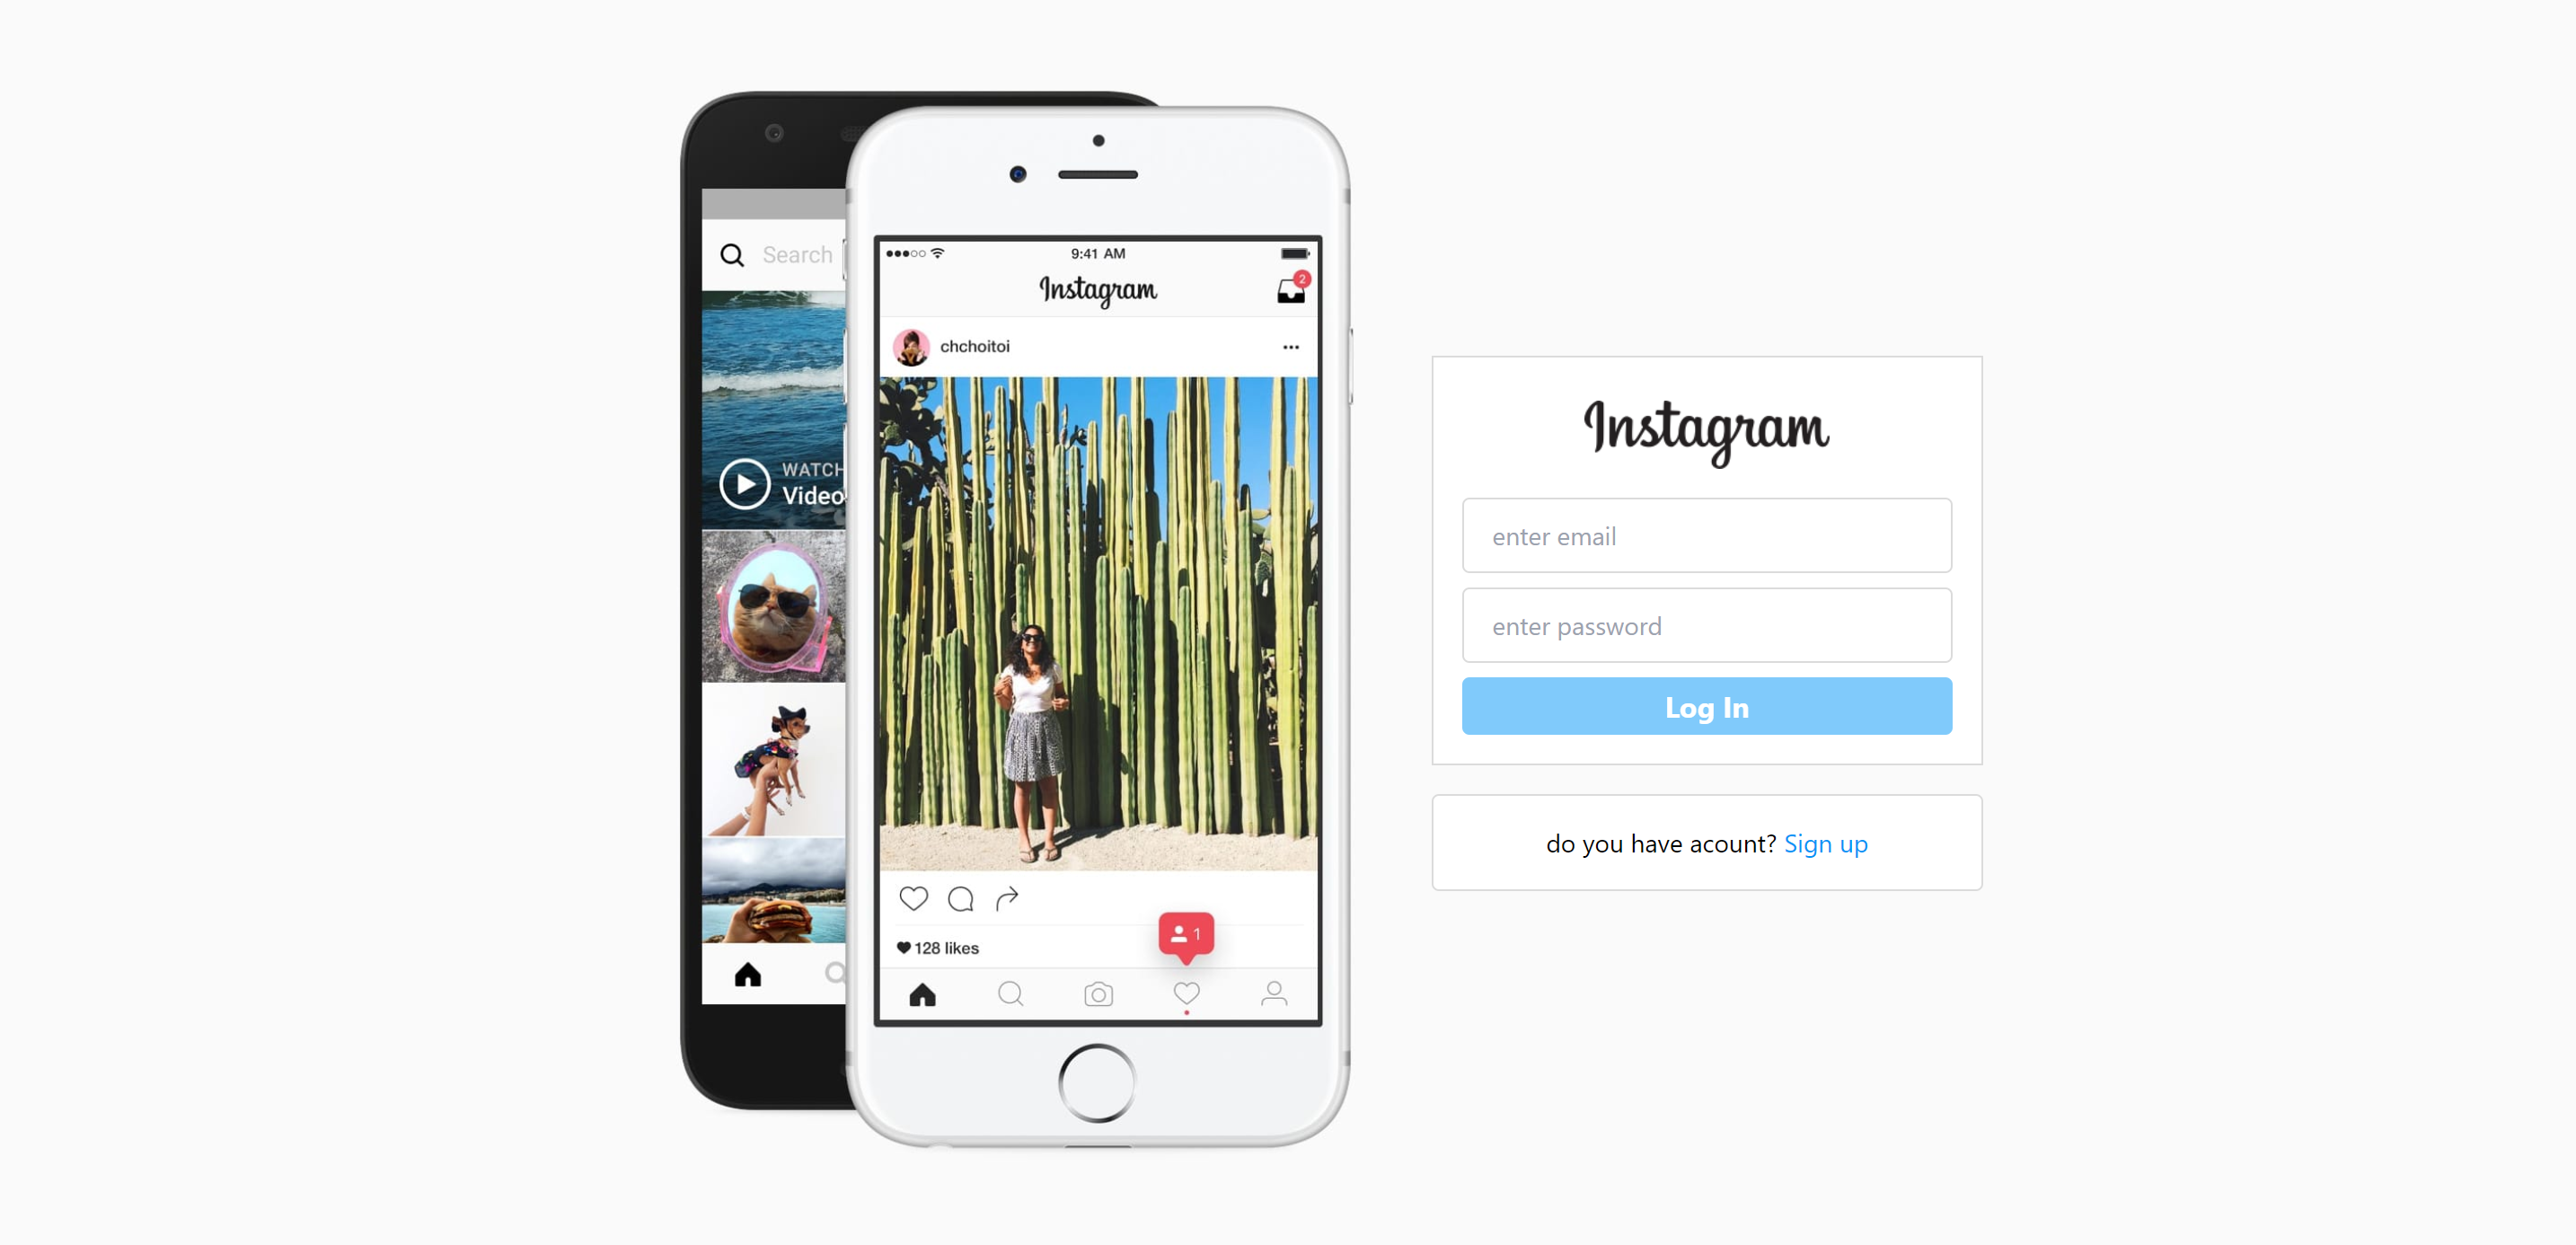 Search
WATCH
Video
9:41 AM
Instagram
2
chchoitoi
1
128 likes
Instagram
enter email
enter password
Log In
do you have acount? Sign up